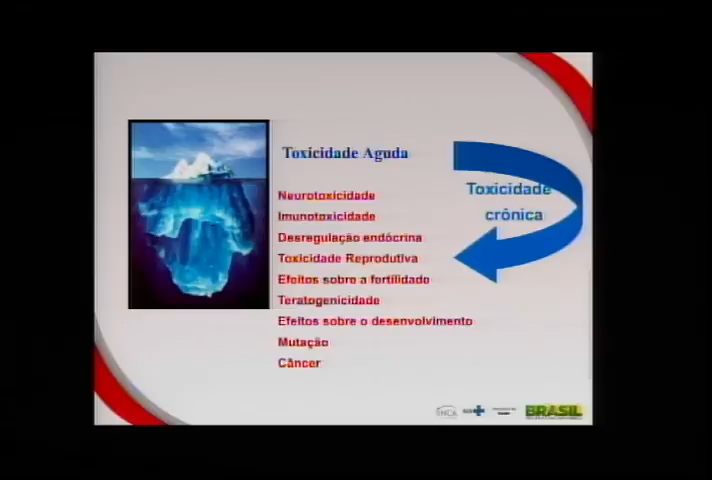 Toxicidade Aguda
Neurotoxicidade
Imunotoxicidade
Desregulação endócrina
Toxicidade Reprodutiva
Efeitos sobre a fertilidade
Teratogenicidade
Efeitos sobre o desenvolvimento
Mutação
Câncer
Toxicidade
crônica
INCA
SUS
BRASIL